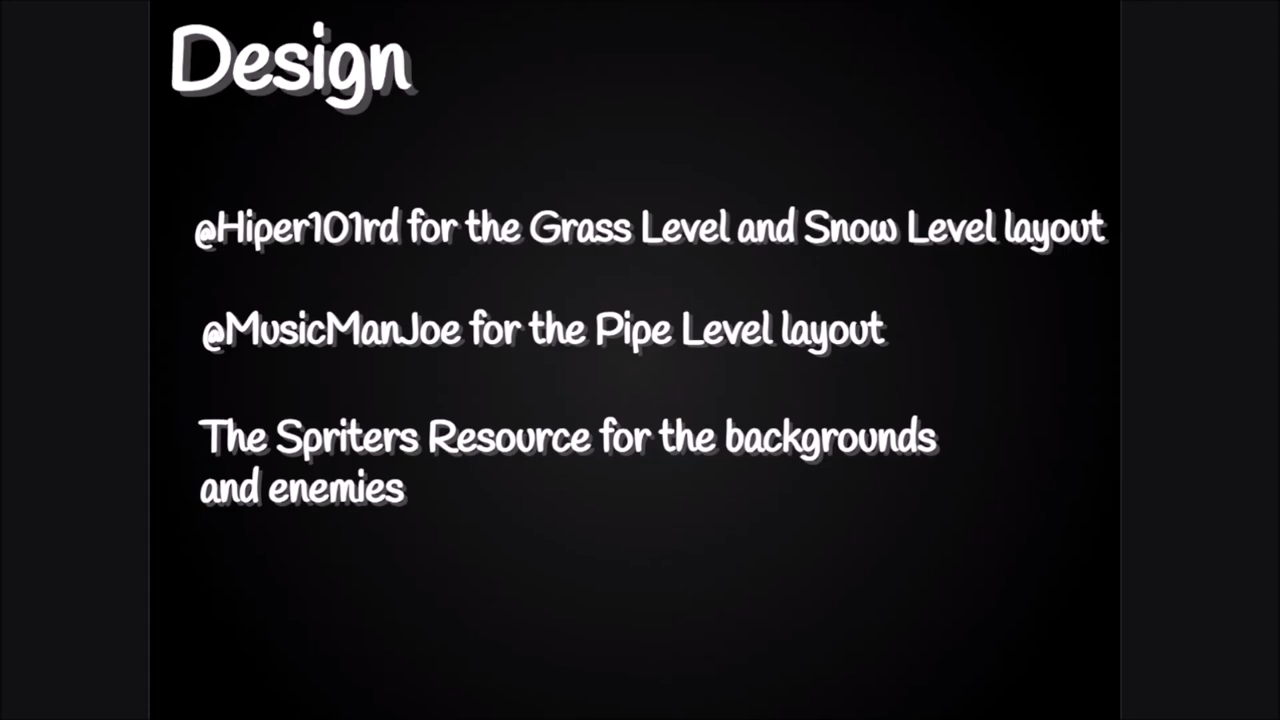 Design
@Hiper101rd for the Grass Level and Snow Level layout
@MusicManJoe for the Pipe Level layout
The Spriters Resource for the backgrounds
and enemies